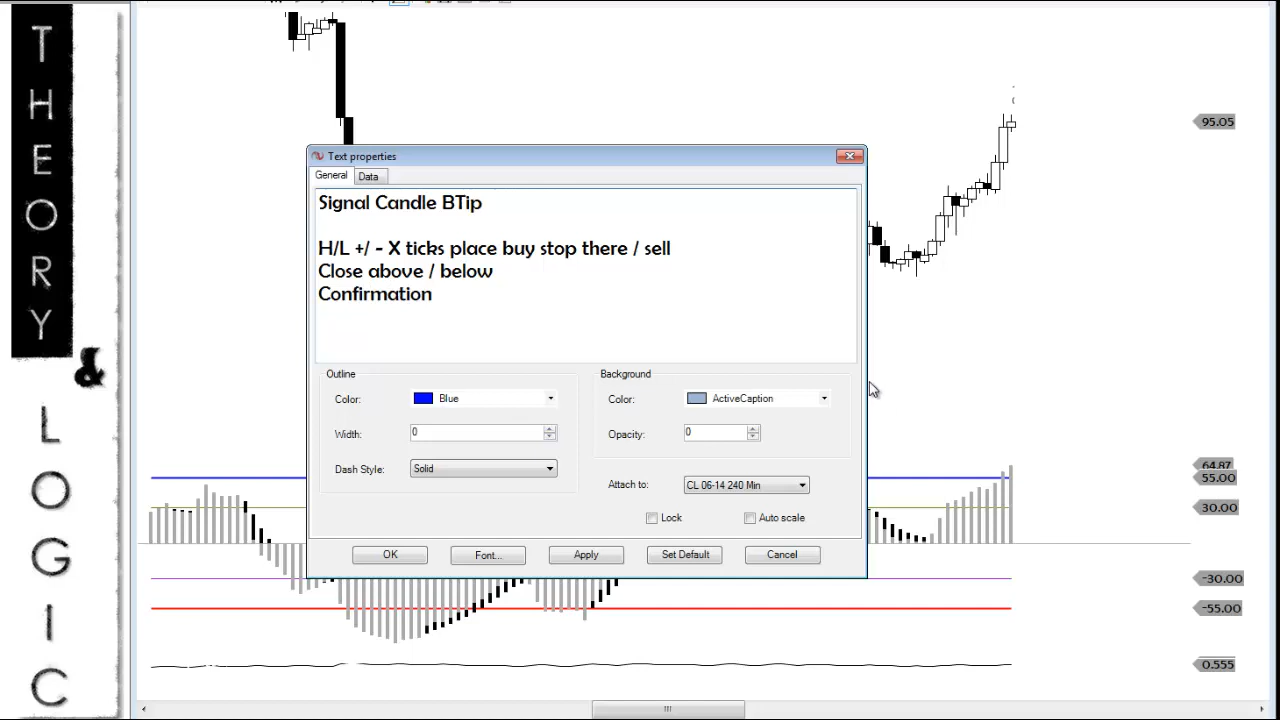 THEORY
&
LOGIC
95.05
Text properties
General
Data
Signal Candle BTip
H/L +/ - X ticks place buy stop there / sell
Close above / below
Confirmation
Outline
Background
Color:
Blue
Color:
ActiveCaption
Width:
0
Opacity:
0
Dash Style:
Solid
Attach to:
CL 06-14 240 Min
Lock
Auto scale
OK
Font...
Apply
Set Default
Cancel
64.87
55.00
30.00
-30.00
-55.00
0.555